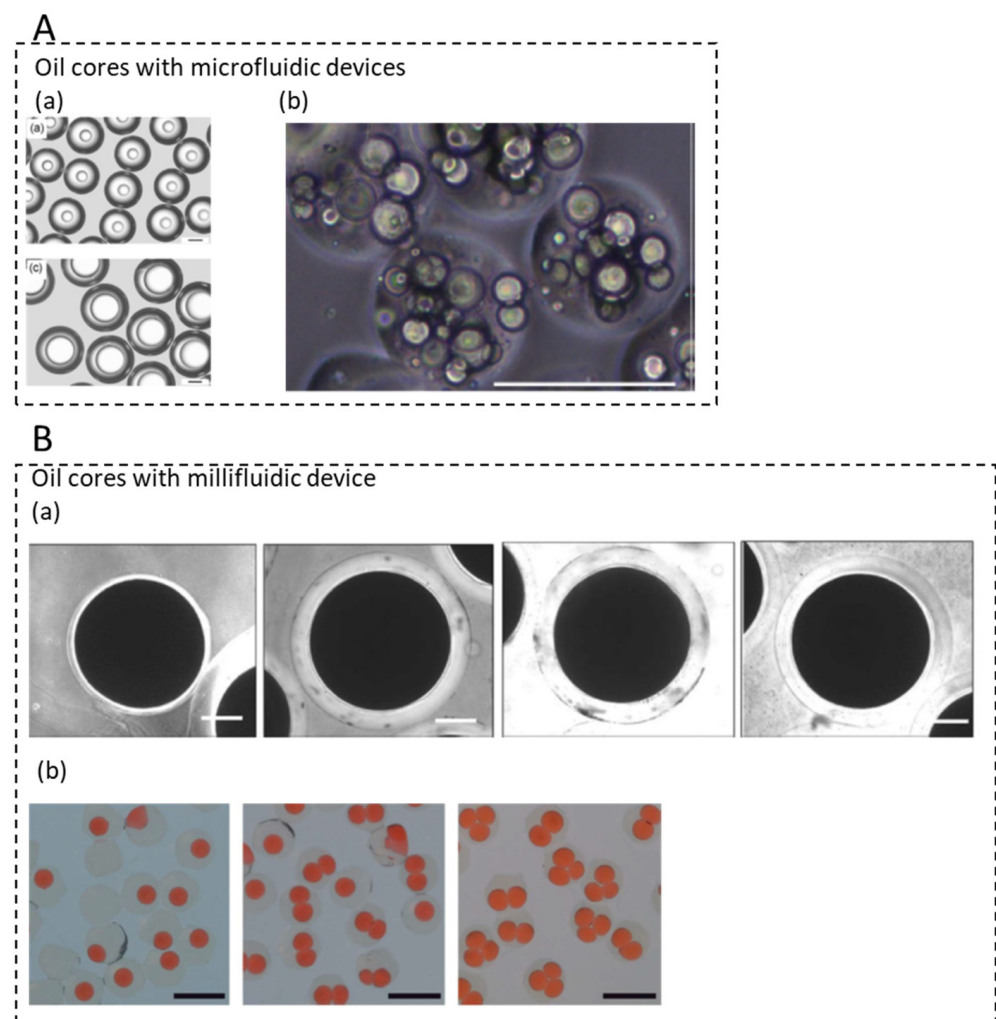 A
Oil cores with microfluidic devices
(a)
(b)
(a)
(c)
B
Oil cores with millifluidic device
(a)
(b)